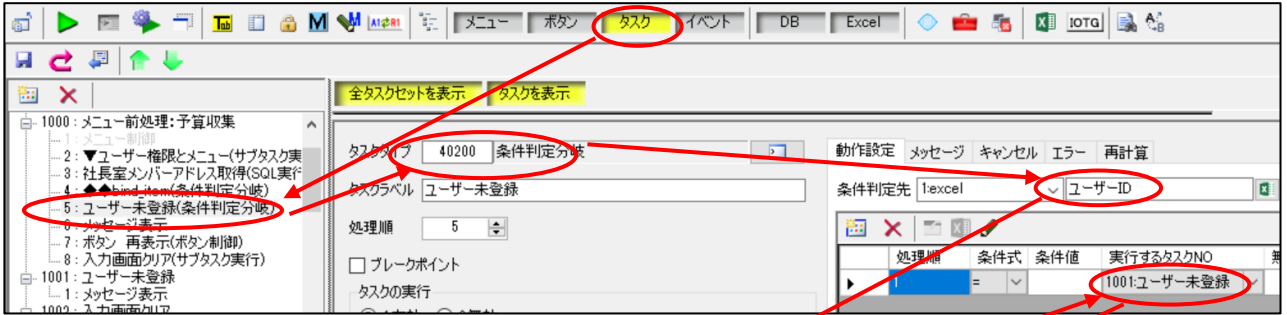 Tab M M A1⇄R1 メニュー ボタン タスク イベント DB Excel IOTG
全タスクセットを表示 タスクを表示
1000 : メニュー前処理:予算収集
1 : メニュー制御
2 : ▼ユーザー権限とメニュー(サブタスク実
3 : 社長室メンバーアドレス取得(SQL実行
4 : ◆◆bind_item(条件判定分岐)
5 : ユーザー未登録(条件判定分岐)
6 : メッセージ表示
7 : ボタン 再表示(ボタン制御)
8 : 入力画面クリア(サブタスク実行)
1001 : ユーザー未登録
1 : メッセージ表示
1002 : 入力画面クリア
タスクタイプ 40200 条件判定分岐
タスクラベル ユーザー未登録
処理順 5
ブレークポイント
タスクの実行
動作設定 メッセージ キャンセル エラー 再計算
条件判定先 1:excel ユーザーID
処理順 条件式 条件値 実行するタスクNO 無
1 = 1001:ユーザー未登録